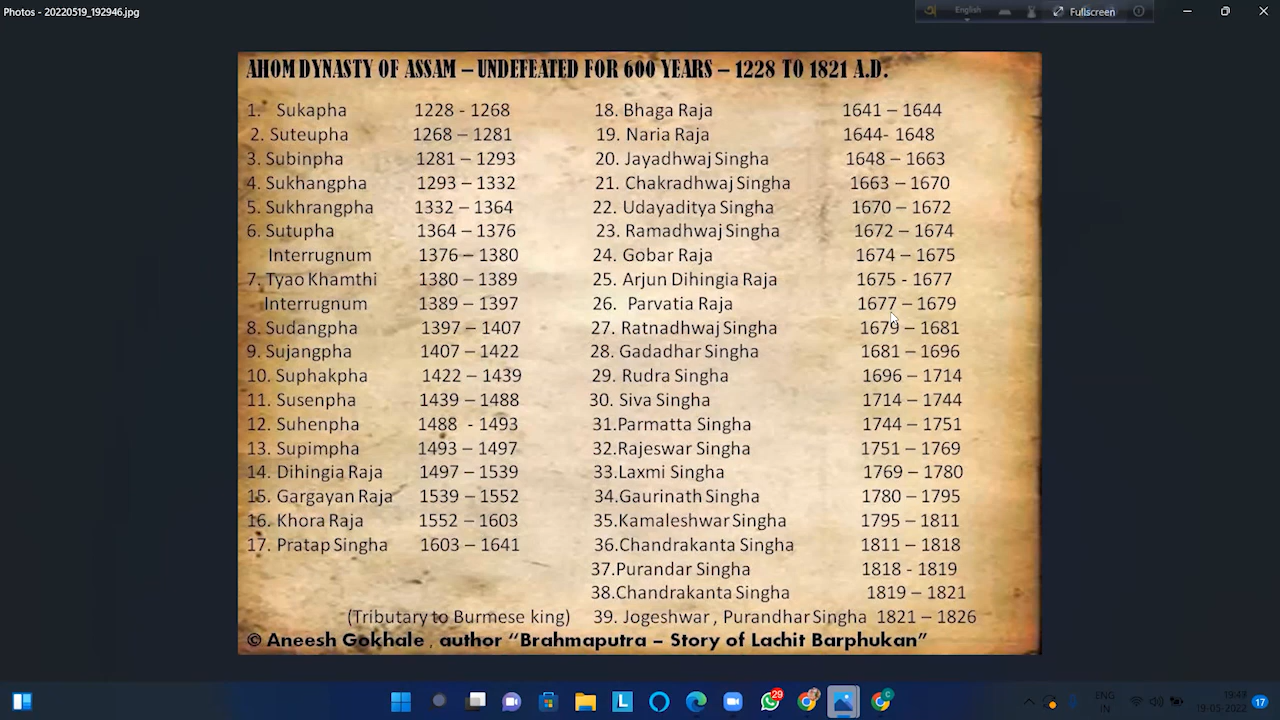 Photos - 20220519_192946.jpg
English
Fullscreen
AHOM DYNASTY OF ASSAM – UNDEFEATED FOR 600 YEARS – 1228 TO 1821 A.D.
1. Sukapha 1228 - 1268
2. Suteupha 1268 – 1281
3. Subinpha 1281 – 1293
4. Sukhangpha 1293 – 1332
5. Sukhrangpha 1332 – 1364
6. Sutupha 1364 – 1376
Interrugnum 1376 – 1380
7. Tyao Khamthi 1380 – 1389
Interrugnum 1389 – 1397
8. Sudangpha 1397 – 1407
9. Sujangpha 1407 – 1422
10. Suphakpha 1422 – 1439
11. Susenpha 1439 – 1488
12. Suhenpha 1488 - 1493
13. Supimpha 1493 – 1497
14. Dihingia Raja 1497 – 1539
15. Gargayan Raja 1539 – 1552
16. Khora Raja 1552 – 1603
17. Pratap Singha 1603 – 1641
18. Bhaga Raja 1641 – 1644
19. Naria Raja 1644- 1648
20. Jayadhwaj Singha 1648 – 1663
21. Chakradhwaj Singha 1663 – 1670
22. Udayaditya Singha 1670 – 1672
23. Ramadhwaj Singha 1672 – 1674
24. Gobar Raja 1674 – 1675
25. Arjun Dihingia Raja 1675 - 1677
26. Parvatia Raja 1677 – 1679
27. Ratnadhwaj Singha 1679 – 1681
28. Gadadhar Singha 1681 – 1696
29. Rudra Singha 1696 – 1714
30. Siva Singha 1714 – 1744
31.Parmatta Singha 1744 – 1751
32.Rajeswar Singha 1751 – 1769
33.Laxmi Singha 1769 – 1780
34.Gaurinath Singha 1780 – 1795
35.Kamaleshwar Singha 1795 – 1811
36.Chandrakanta Singha 1811 – 1818
37.Purandar Singha 1818 - 1819
38.Chandrakanta Singha 1819 – 1821
(Tributary to Burmese king) 39. Jogeshwar , Purandhar Singha 1821 – 1826
© Aneesh Gokhale , author “Brahmaputra – Story of Lachit Barphukan”
29
ENG
IN
19:48
19-05-2022
17